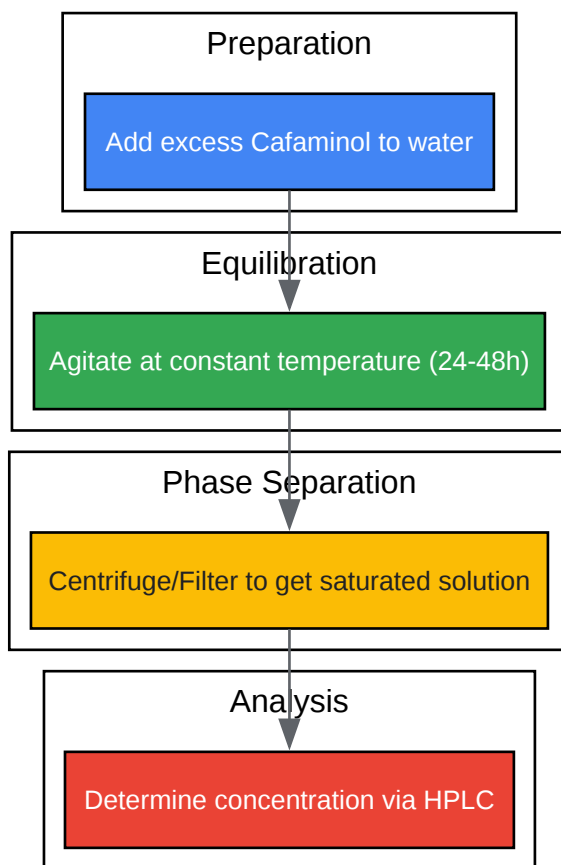 Preparation
Add excess Cafaminol to water
Equilibration
Agitate at constant temperature (24-48h)
Phase Separation
Centrifuge/Filter to get saturated solution
Analysis
Determine concentration via HPLC